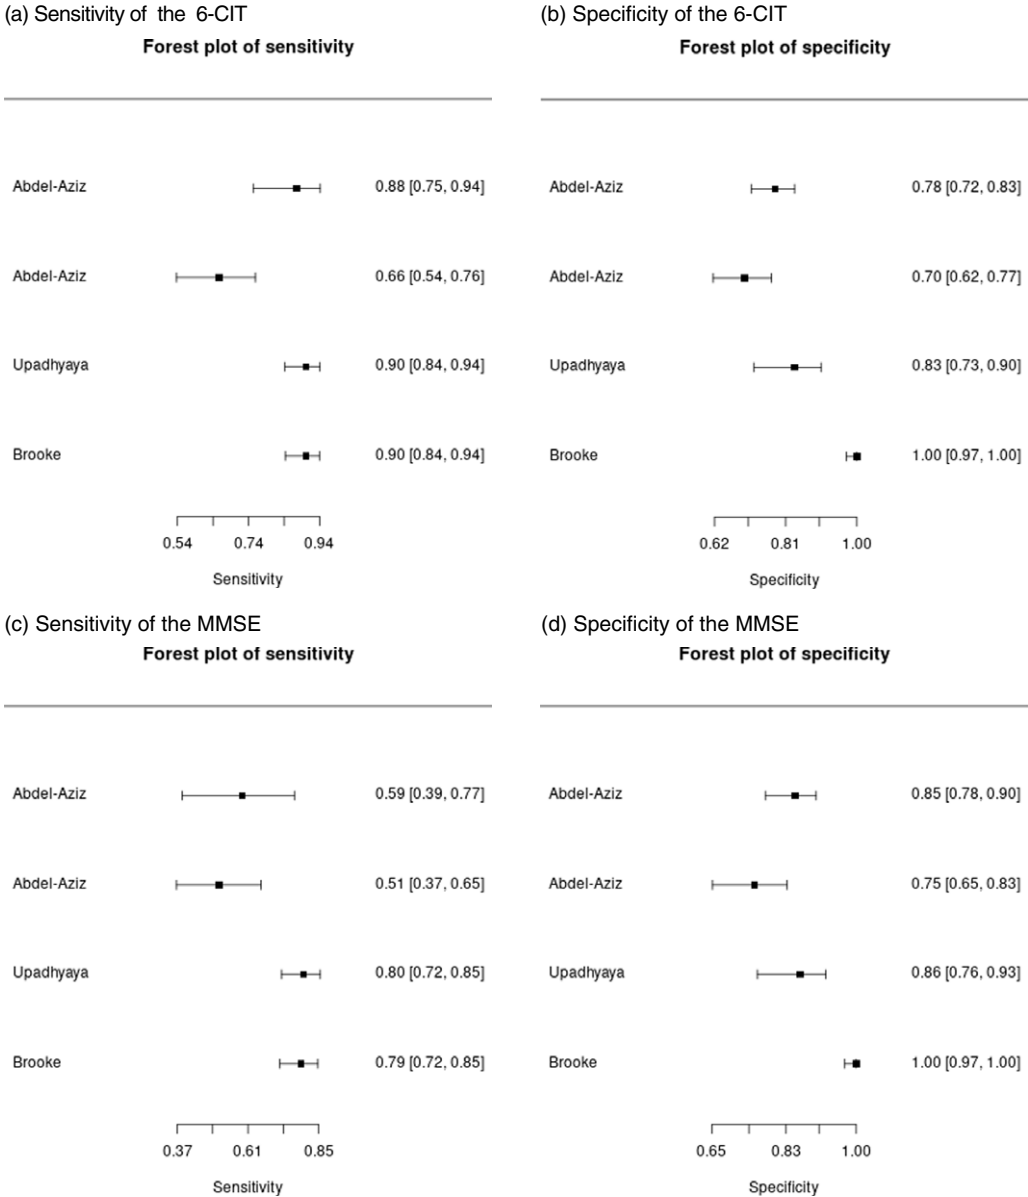 (a) Sensitivity of the 6-CIT
Forest plot of sensitivity
Abdel-Aziz 0.88 [0.75, 0.94]
Abdel-Aziz 0.66 [0.54, 0.76]
Upadhyaya 0.90 [0.84, 0.94]
Brooke 0.90 [0.84, 0.94]
0.54 0.74 0.94
Sensitivity
(b) Specificity of the 6-CIT
Forest plot of specificity
Abdel-Aziz 0.78 [0.72, 0.83]
Abdel-Aziz 0.70 [0.62, 0.77]
Upadhyaya 0.83 [0.73, 0.90]
Brooke 1.00 [0.97, 1.00]
0.62 0.81 1.00
Specificity
(c) Sensitivity of the MMSE
Forest plot of sensitivity
Abdel-Aziz 0.59 [0.39, 0.77]
Abdel-Aziz 0.51 [0.37, 0.65]
Upadhyaya 0.80 [0.72, 0.85]
Brooke 0.79 [0.72, 0.85]
0.37 0.61 0.85
Sensitivity
(d) Specificity of the MMSE
Forest plot of specificity
Abdel-Aziz 0.85 [0.78, 0.90]
Abdel-Aziz 0.75 [0.65, 0.83]
Upadhyaya 0.86 [0.76, 0.93]
Brooke 1.00 [0.97, 1.00]
0.65 0.83 1.00
Specificity